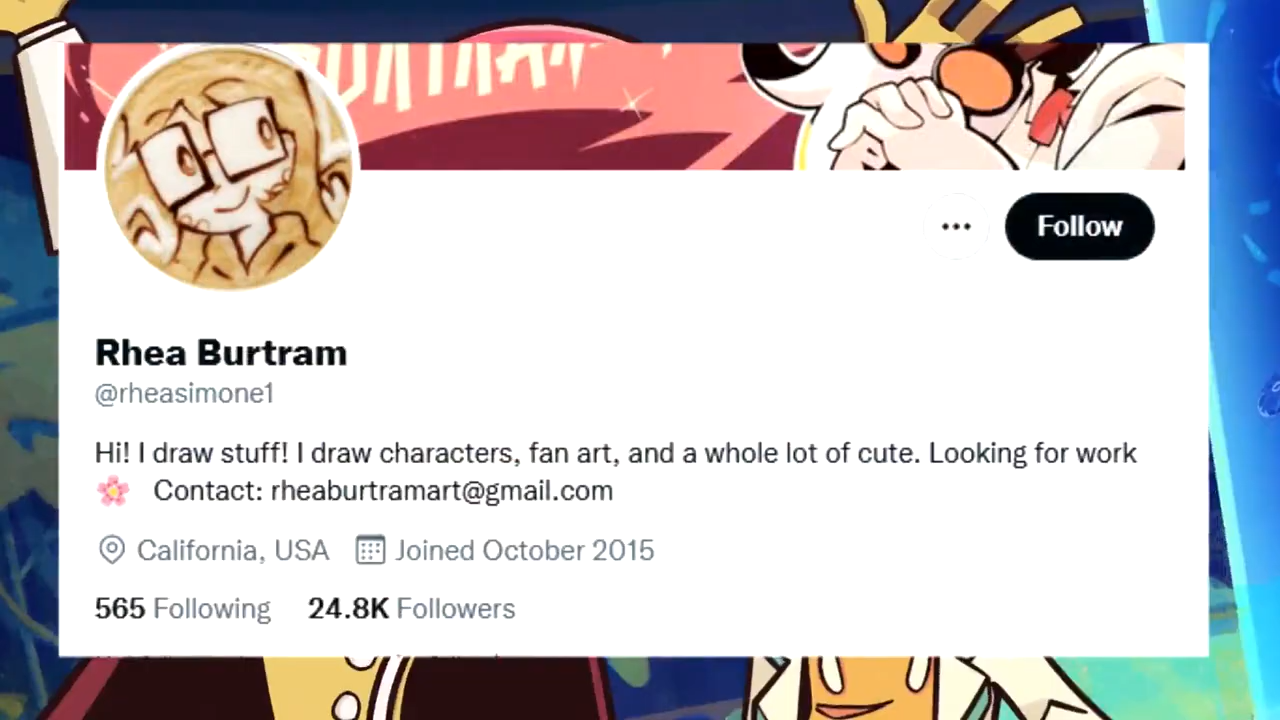 Follow
Rhea Burtram
@rheasimone1
Hi! I draw stuff! I draw characters, fan art, and a whole lot of cute. Looking for work
🌸 Contact: rheaburtramart@gmail.com
California, USA Joined October 2015
565 Following 24.8K Followers